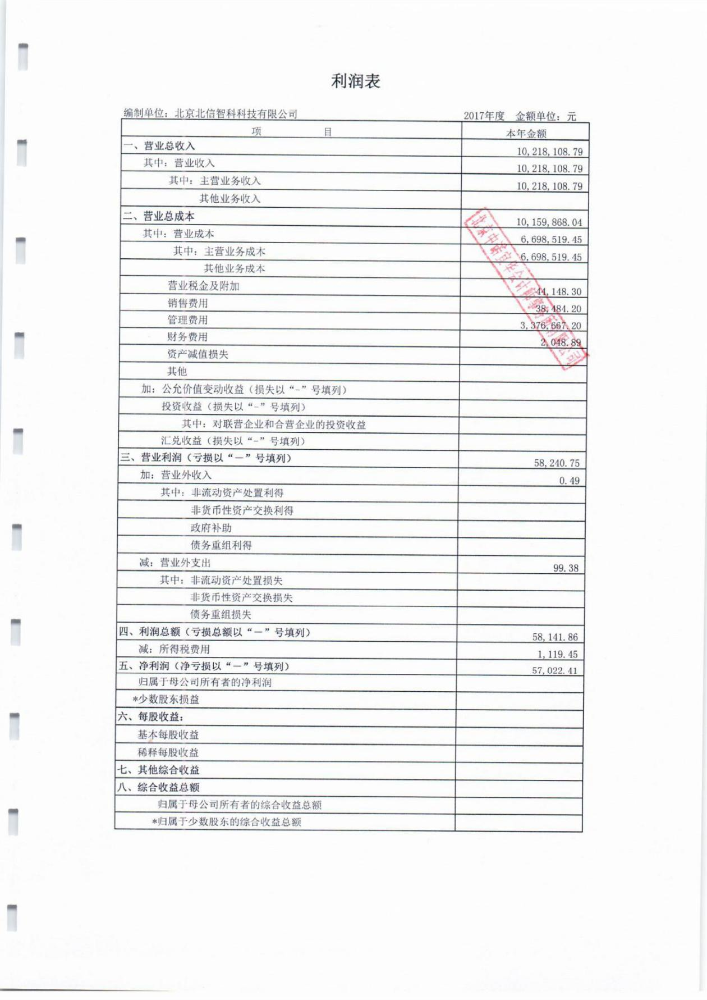 利润表
编制单位：北京北信智科科技有限公司 2017年度 金额单位：元
项 目 本年金额
一、营业总收入 10,218,108.79
其中：营业收入 10,218,108.79
其中：主营业务收入 10,218,108.79
其他业务收入
二、营业总成本 10,159,868.04
其中：营业成本 6,698,519.45
其中：主营业务成本 6,698,519.45
其他业务成本
营业税金及附加 44,148.30
销售费用 38,484.20
管理费用 3,376,667.20
财务费用 2,048.89
资产减值损失
其他
加：公允价值变动收益（损失以“-”号填列）
投资收益（损失以“-”号填列）
其中：对联营企业和合营企业的投资收益
汇兑收益（损失以“-”号填列）
三、营业利润（亏损以“－”号填列） 58,240.75
加：营业外收入 0.49
其中：非流动资产处置利得
非货币性资产交换利得
政府补助
债务重组利得
减：营业外支出 99.38
其中：非流动资产处置损失
非货币性资产交换损失
债务重组损失
四、利润总额（亏损总额以“－”号填列） 58,141.86
减：所得税费用 1,119.45
五、净利润（净亏损以“－”号填列） 57,022.41
归属于母公司所有者的净利润
*少数股东损益
六、每股收益：
基本每股收益
稀释每股收益
七、其他综合收益
八、综合收益总额
归属于母公司所有者的综合收益总额
*归属于少数股东的综合收益总额
北京中诺宜华会计师事务所有限公司